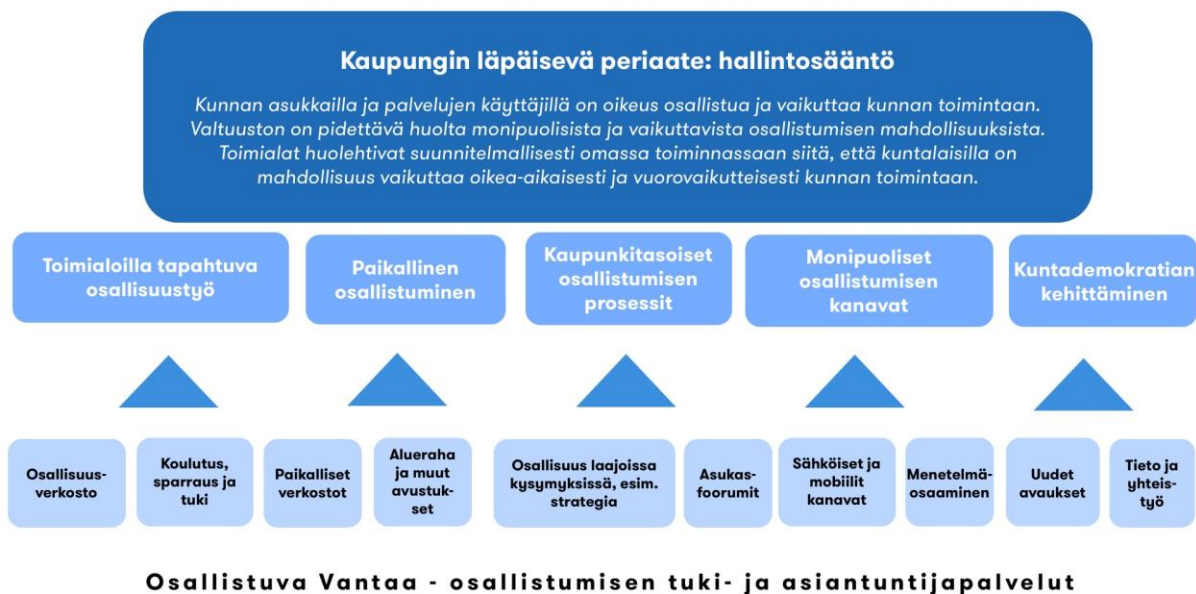 Kaupungin läpäisevä periaate: hallintosääntö
Kunnan asukkailla ja palvelujen käyttäjillä on oikeus osallistua ja vaikuttaa kunnan toimintaan.
Valtuuston on pidettävä huolta monipuolisista ja vaikuttavista osallistumisen mahdollisuuksista.
Toimialat huolehtivat suunnitelmallisesti omassa toiminnassaan siitä, että kuntalaisilla on
mahdollisuus vaikuttaa oikea-aikaisesti ja vuorovaikutteisesti kunnan toimintaan.
Toimialoilla tapahtuva
osallisuustyö
Paikallinen
osallistuminen
Kaupunkitasoiset
osallistumisen
prosessit
Monipuoliset
osallistumisen
kanavat
Kuntademokratian
kehittäminen
Osallisuus-
verkosto
Koulutus,
sparraus ja
tuki
Paikalliset
verkostot
Alueraha
ja muut
avustuk-
set
Osallisuus laajoissa
kysymyksissä, esim.
strategia
Asukas-
foorumit
Sähköiset ja
mobiilit
kanavat
Menetelmä-
osaaminen
Uudet
avaukset
Tieto ja
yhteis-
työ
Osallistuva Vantaa - osallistumisen tuki- ja asiantuntijapalvelut